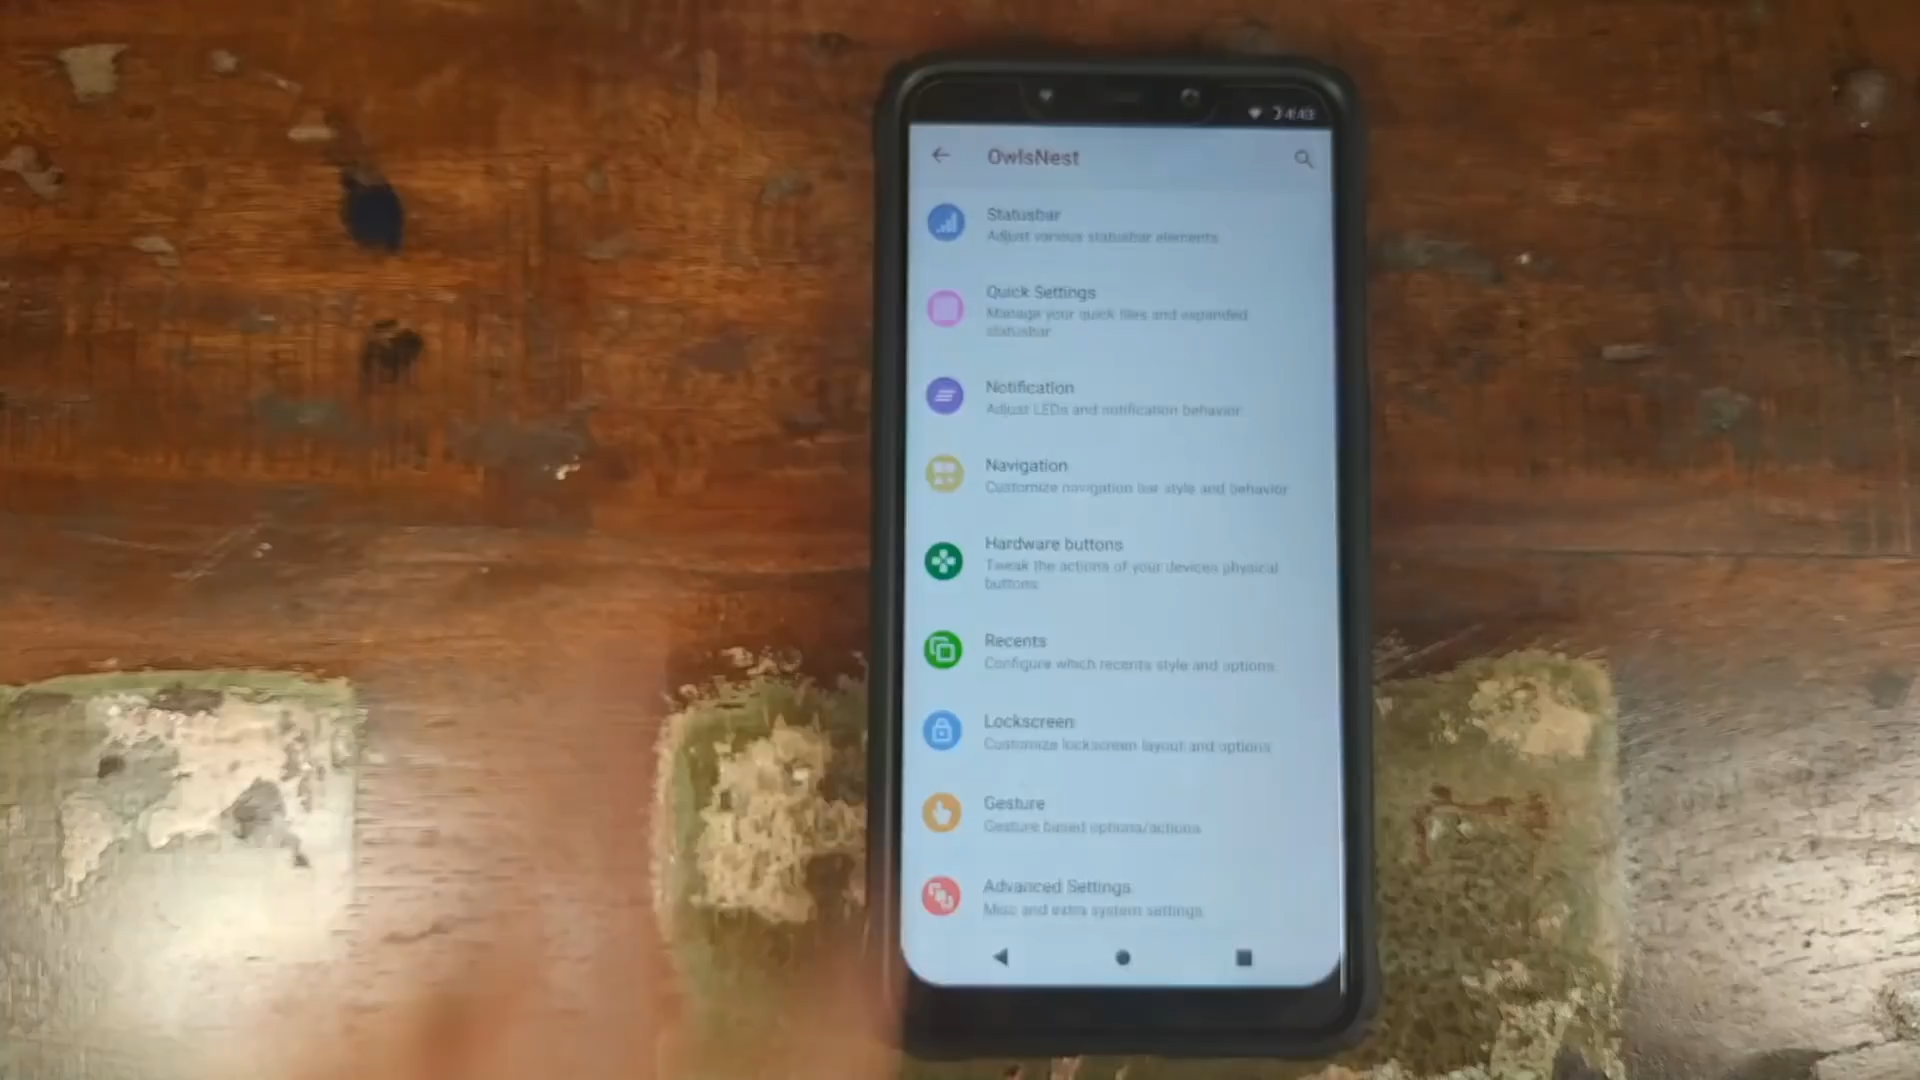 4:43
OwlsNest
Statusbar
Adjust various statusbar elements
Quick Settings
Manage your quick tiles and expanded
statusbar
Notification
Adjust LEDs and notification behavior
Navigation
Customize navigation bar style and behavior
Hardware buttons
Tweak the actions of your devices physical
buttons
Recents
Configure which recents style and options
Lockscreen
Customize lockscreen layout and options
Gesture
Gesture based options/actions
Advanced Settings
Misc and extra system settings